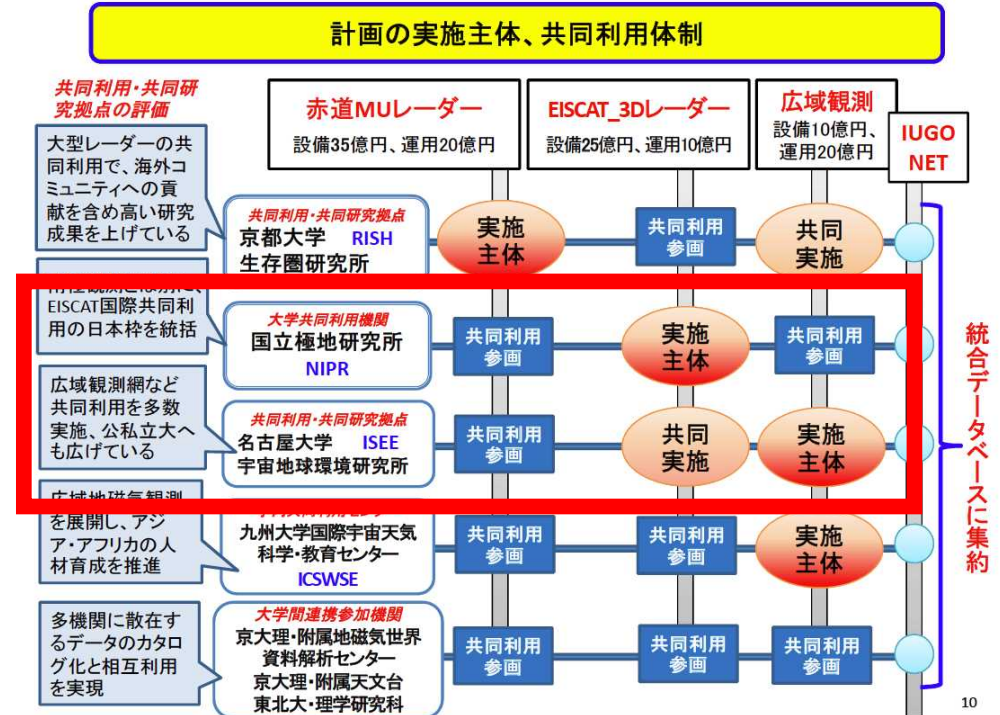 計画の実施主体、共同利用体制
共同利用・共同研
究拠点の評価
赤道MUレーダー
設備35億円、運用20億円
EISCAT_3Dレーダー
設備25億円、運用10億円
広域観測
設備10億円、
運用20億円
IUGO
NET
大型レーダーの共
同利用で、海外コ
ミュニティへの貢
献を含め高い研究
成果を上げている
共同利用・共同研究拠点
京都大学 RISH
生存圏研究所
実施
主体
共同利用
参画
共同
実施
EISCAT国際共同利
用の日本枠を統括
大学共同利用機関
国立極地研究所
NIPR
共同利用
参画
実施
主体
共同利用
参画
広域観測網など
共同利用を多数
実施、公私立大へ
も広げている
共同利用・共同研究拠点
名古屋大学 ISEE
宇宙地球環境研究所
共同利用
参画
共同
実施
実施
主体
広域地磁気観測
を展開し、アジ
ア・アフリカの人
材育成を推進
九州大学国際宇宙天気
科学・教育センター
ICSWSE
共同利用
参画
共同利用
参画
実施
主体
多機関に散在す
るデータのカタロ
グ化と相互利用
を実現
大学間連携参加機関
京大理・附属地磁気世界
資料解析センター
京大理・附属天文台
東北大・理学研究科
共同利用
参画
共同利用
参画
共同利用
参画
統合データベースに集約
10